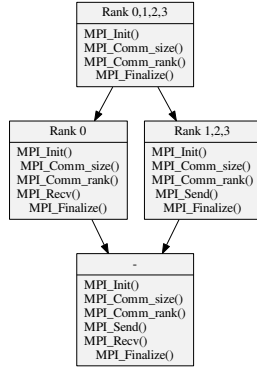 Rank 0,1,2,3
MPI_Init()
MPI_Comm_size()
MPI_Comm_rank()
MPI_Finalize()
Rank 0
MPI_Init()
MPI_Comm_size()
MPI_Comm_rank()
MPI_Recv()
MPI_Finalize()
Rank 1,2,3
MPI_Init()
MPI_Comm_size()
MPI_Comm_rank()
MPI_Send()
MPI_Finalize()
-
MPI_Init()
MPI_Comm_size()
MPI_Comm_rank()
MPI_Send()
MPI_Recv()
MPI_Finalize()